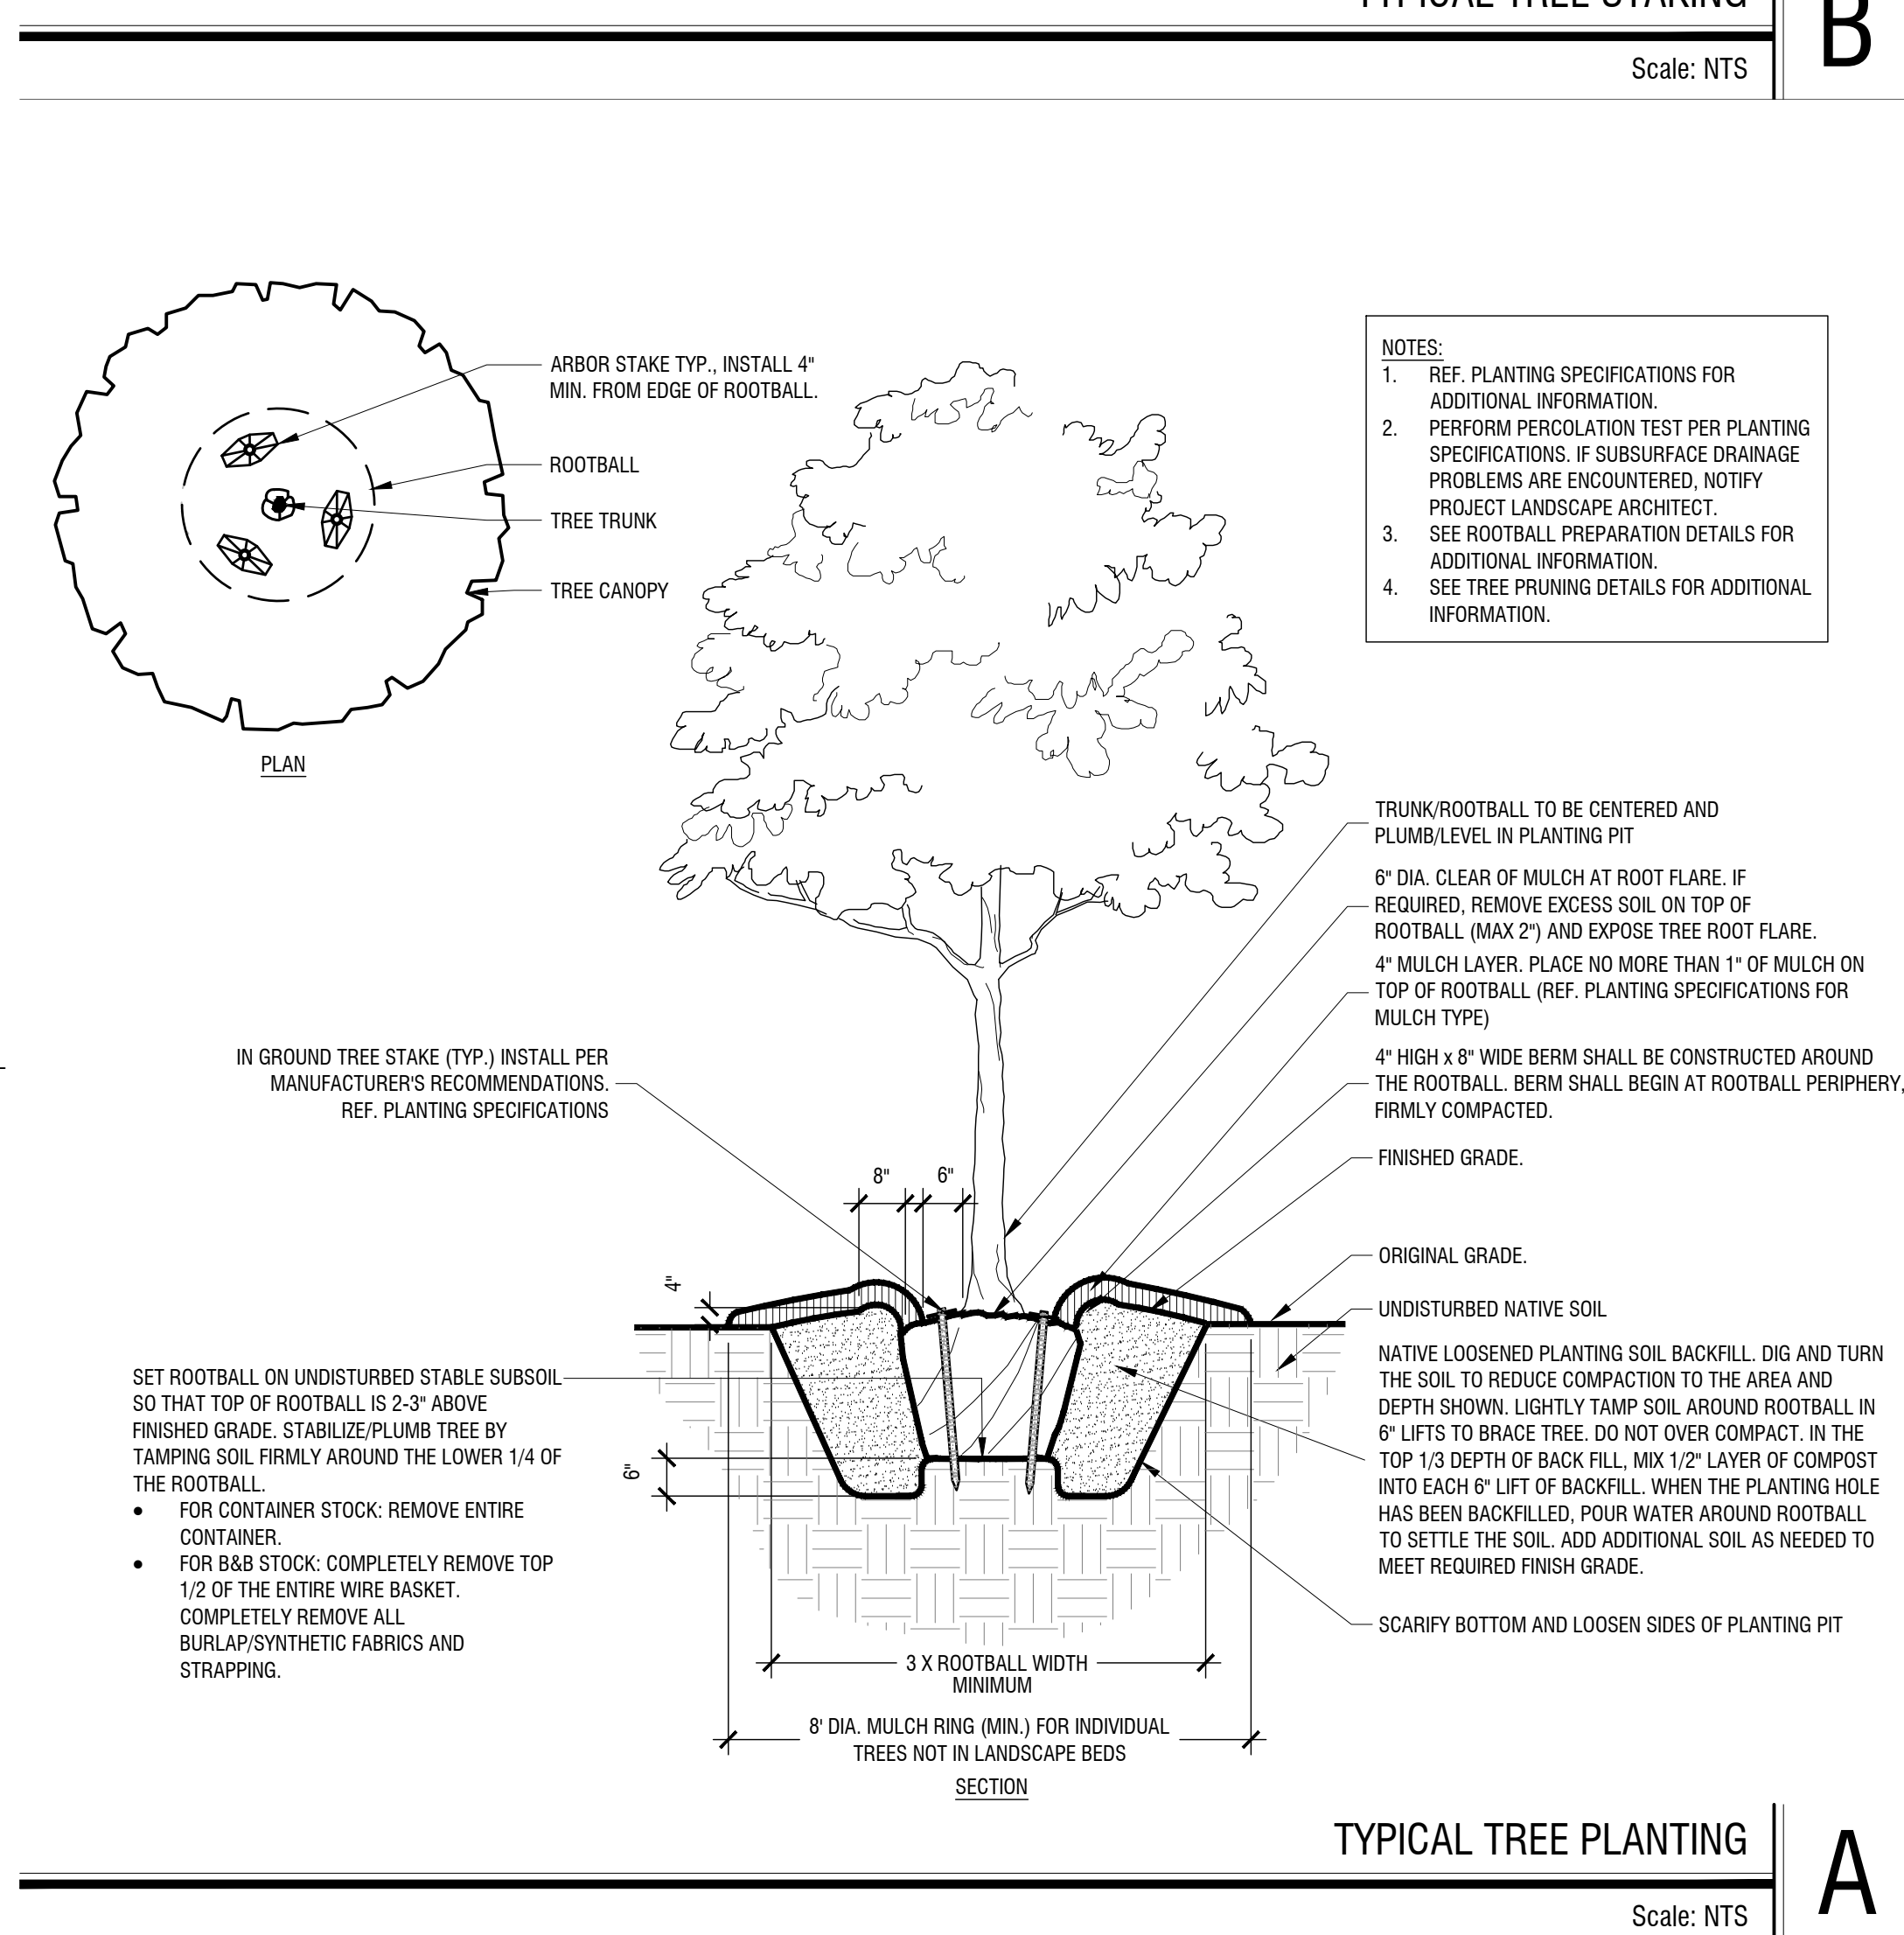 TYPICAL TREE STAKING
B
Scale: NTS
ARBOR STAKE TYP., INSTALL 4"
MIN. FROM EDGE OF ROOTBALL.
ROOTBALL
TREE TRUNK
TREE CANOPY
PLAN
NOTES:
1. REF. PLANTING SPECIFICATIONS FOR
ADDITIONAL INFORMATION.
2. PERFORM PERCOLATION TEST PER PLANTING
SPECIFICATIONS. IF SUBSURFACE DRAINAGE
PROBLEMS ARE ENCOUNTERED, NOTIFY
PROJECT LANDSCAPE ARCHITECT.
3. SEE ROOTBALL PREPARATION DETAILS FOR
ADDITIONAL INFORMATION.
4. SEE TREE PRUNING DETAILS FOR ADDITIONAL
INFORMATION.
TRUNK/ROOTBALL TO BE CENTERED AND
PLUMB/LEVEL IN PLANTING PIT
6" DIA. CLEAR OF MULCH AT ROOT FLARE. IF
REQUIRED, REMOVE EXCESS SOIL ON TOP OF
ROOTBALL (MAX 2") AND EXPOSE TREE ROOT FLARE.
4" MULCH LAYER. PLACE NO MORE THAN 1" OF MULCH ON
TOP OF ROOTBALL (REF. PLANTING SPECIFICATIONS FOR
MULCH TYPE)
4" HIGH x 8" WIDE BERM SHALL BE CONSTRUCTED AROUND
THE ROOTBALL. BERM SHALL BEGIN AT ROOTBALL PERIPHERY,
FIRMLY COMPACTED.
FINISHED GRADE.
ORIGINAL GRADE.
UNDISTURBED NATIVE SOIL
NATIVE LOOSENED PLANTING SOIL BACKFILL. DIG AND TURN
THE SOIL TO REDUCE COMPACTION TO THE AREA AND
DEPTH SHOWN. LIGHTLY TAMP SOIL AROUND ROOTBALL IN
6" LIFTS TO BRACE TREE. DO NOT OVER COMPACT. IN THE
TOP 1/3 DEPTH OF BACK FILL, MIX 1/2" LAYER OF COMPOST
INTO EACH 6" LIFT OF BACKFILL. WHEN THE PLANTING HOLE
HAS BEEN BACKFILLED, POUR WATER AROUND ROOTBALL
TO SETTLE THE SOIL. ADD ADDITIONAL SOIL AS NEEDED TO
MEET REQUIRED FINISH GRADE.
SCARIFY BOTTOM AND LOOSEN SIDES OF PLANTING PIT
IN GROUND TREE STAKE (TYP.) INSTALL PER
MANUFACTURER'S RECOMMENDATIONS.
REF. PLANTING SPECIFICATIONS
8" 6"
4"
6"
SET ROOTBALL ON UNDISTURBED STABLE SUBSOIL
SO THAT TOP OF ROOTBALL IS 2-3" ABOVE
FINISHED GRADE. STABILIZE/PLUMB TREE BY
TAMPING SOIL FIRMLY AROUND THE LOWER 1/4 OF
THE ROOTBALL.
• FOR CONTAINER STOCK: REMOVE ENTIRE
CONTAINER.
• FOR B&B STOCK: COMPLETELY REMOVE TOP
1/2 OF THE ENTIRE WIRE BASKET.
COMPLETELY REMOVE ALL
BURLAP/SYNTHETIC FABRICS AND
STRAPPING.
3 X ROOTBALL WIDTH
MINIMUM
8' DIA. MULCH RING (MIN.) FOR INDIVIDUAL
TREES NOT IN LANDSCAPE BEDS
SECTION
TYPICAL TREE PLANTING
A
Scale: NTS